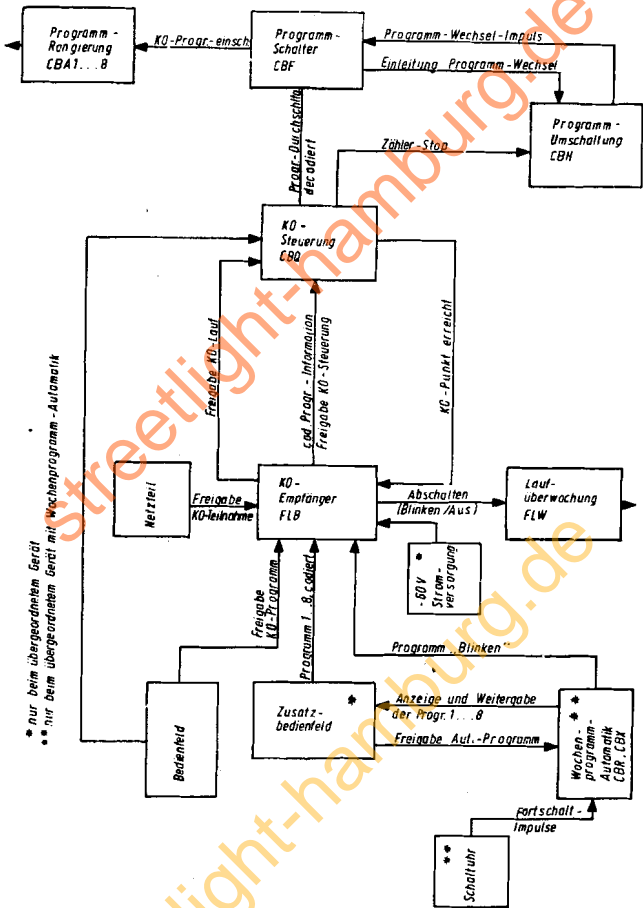 Programm-
Rangierung
CBA1...8
KO-Progr.-einsch
Programm-
Schalter
CBF
Programm-Wechsel-Impuls
Einleitung Programm-Wechsel
Programm-
Umschaltung
CBH
Progr.-Durchschltg
decodiert
Zähler-Stop
KO-
Steuerung
CBQ
Freigabe KO-Lauf
cod. Progr.-Information
Freigabe KO-Steuerung
KO-Punkt erreicht
* nur beim übergeordneten Gerät
** nur beim übergeordneten Gerät mit Wochenprogramm-Automatik
Netzteil
Freigabe
KO-Teilnahme
KO-
Empfänger
FLB
Abschalten
(Blinken/Aus)
Lauf-
überwachung
FLW
*
-60V
Strom-
versorgung
Freigabe
KO-Programm
Programm 1...8, codiert
Programm „Blinken"
Bedienfeld
Zusatz-
bedienfeld
*
Anzeige und Weitergabe
der Progr. 1...8
Freigabe Aut.-Programm
**
Wochen-
programm-
Automatik
CBR, CBX
Fortschalt-
Impulse
**
Schaltuhr
streetlight-hamburg.de
streetlight-hamburg.de